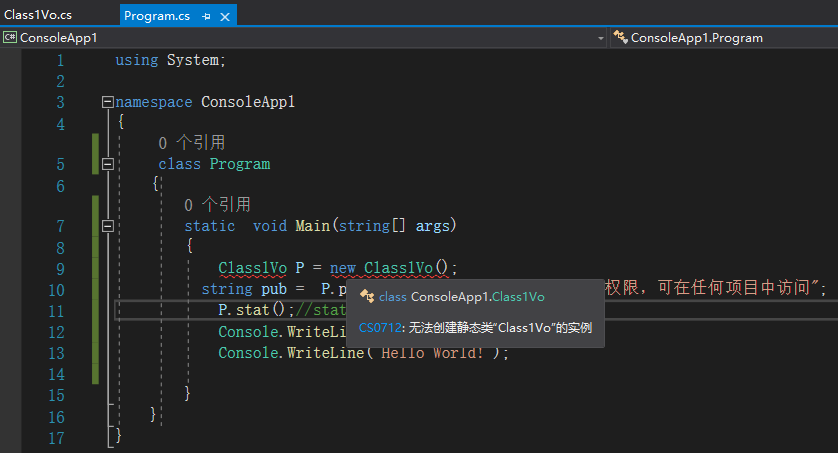 Class1Vo.cs Program.cs
ConsoleApp1 ConsoleApp1.Program
1 using System;
2
3 namespace ConsoleApp1
4 {
0 个引用
5 class Program
6 {
0 个引用
7 static void Main(string[] args)
8 {
9 Class1Vo P = new Class1Vo();
10 string pub = P.p 权限，可在任何项目中访问";
class ConsoleApp1.Class1Vo
11 P.stat();//stat
CS0712: 无法创建静态类“Class1Vo”的实例
12 Console.WriteLi
13 Console.WriteLine("Hello World!");
14
15 }
16 }
17 }